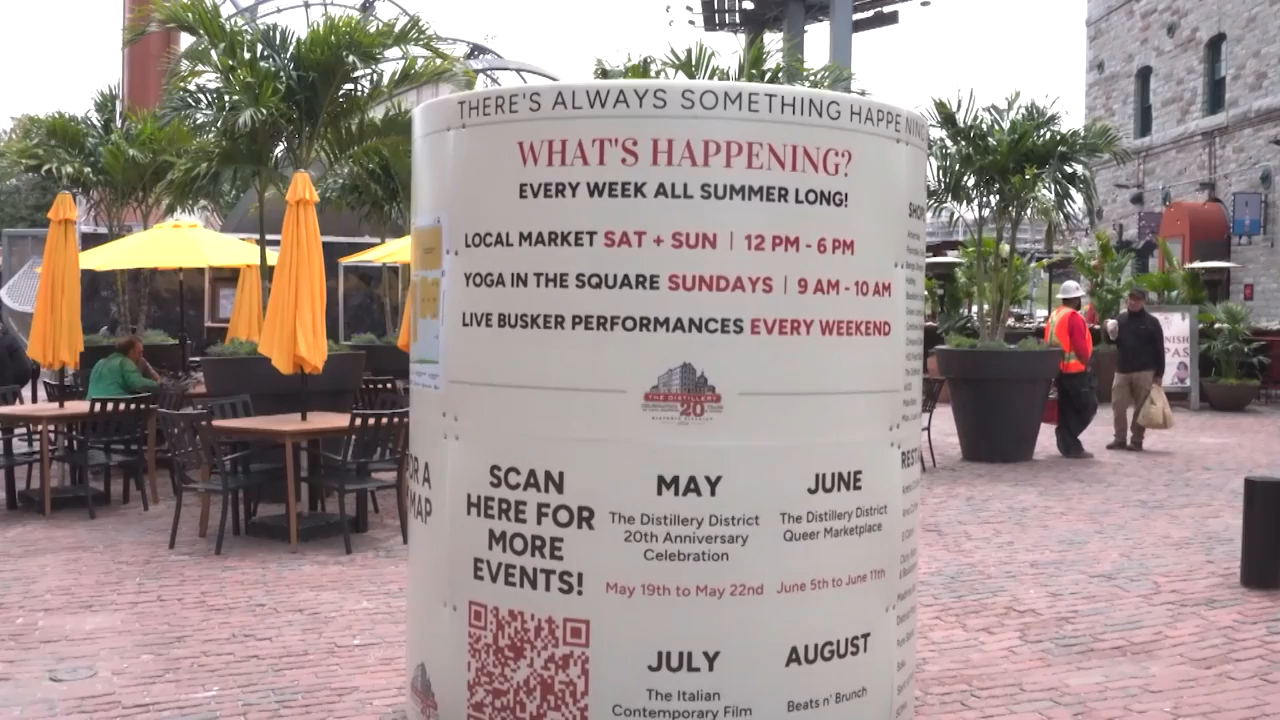 THERE'S ALWAYS SOMETHING HAPPENING
WHAT'S HAPPENING?
EVERY WEEK ALL SUMMER LONG!
LOCAL MARKET SAT + SUN | 12 PM - 6 PM
YOGA IN THE SQUARE SUNDAYS | 9 AM - 10 AM
LIVE BUSKER PERFORMANCES EVERY WEEKEND
THE DISTILLERY
20
SCAN
HERE FOR
MORE
EVENTS!
MAY
The Distillery District
20th Anniversary
Celebration
May 19th to May 22nd
JUNE
The Distillery District
Queer Marketplace
June 5th to June 11th
JULY
The Italian
Contemporary Film
AUGUST
Beats n' Brunch
MAP